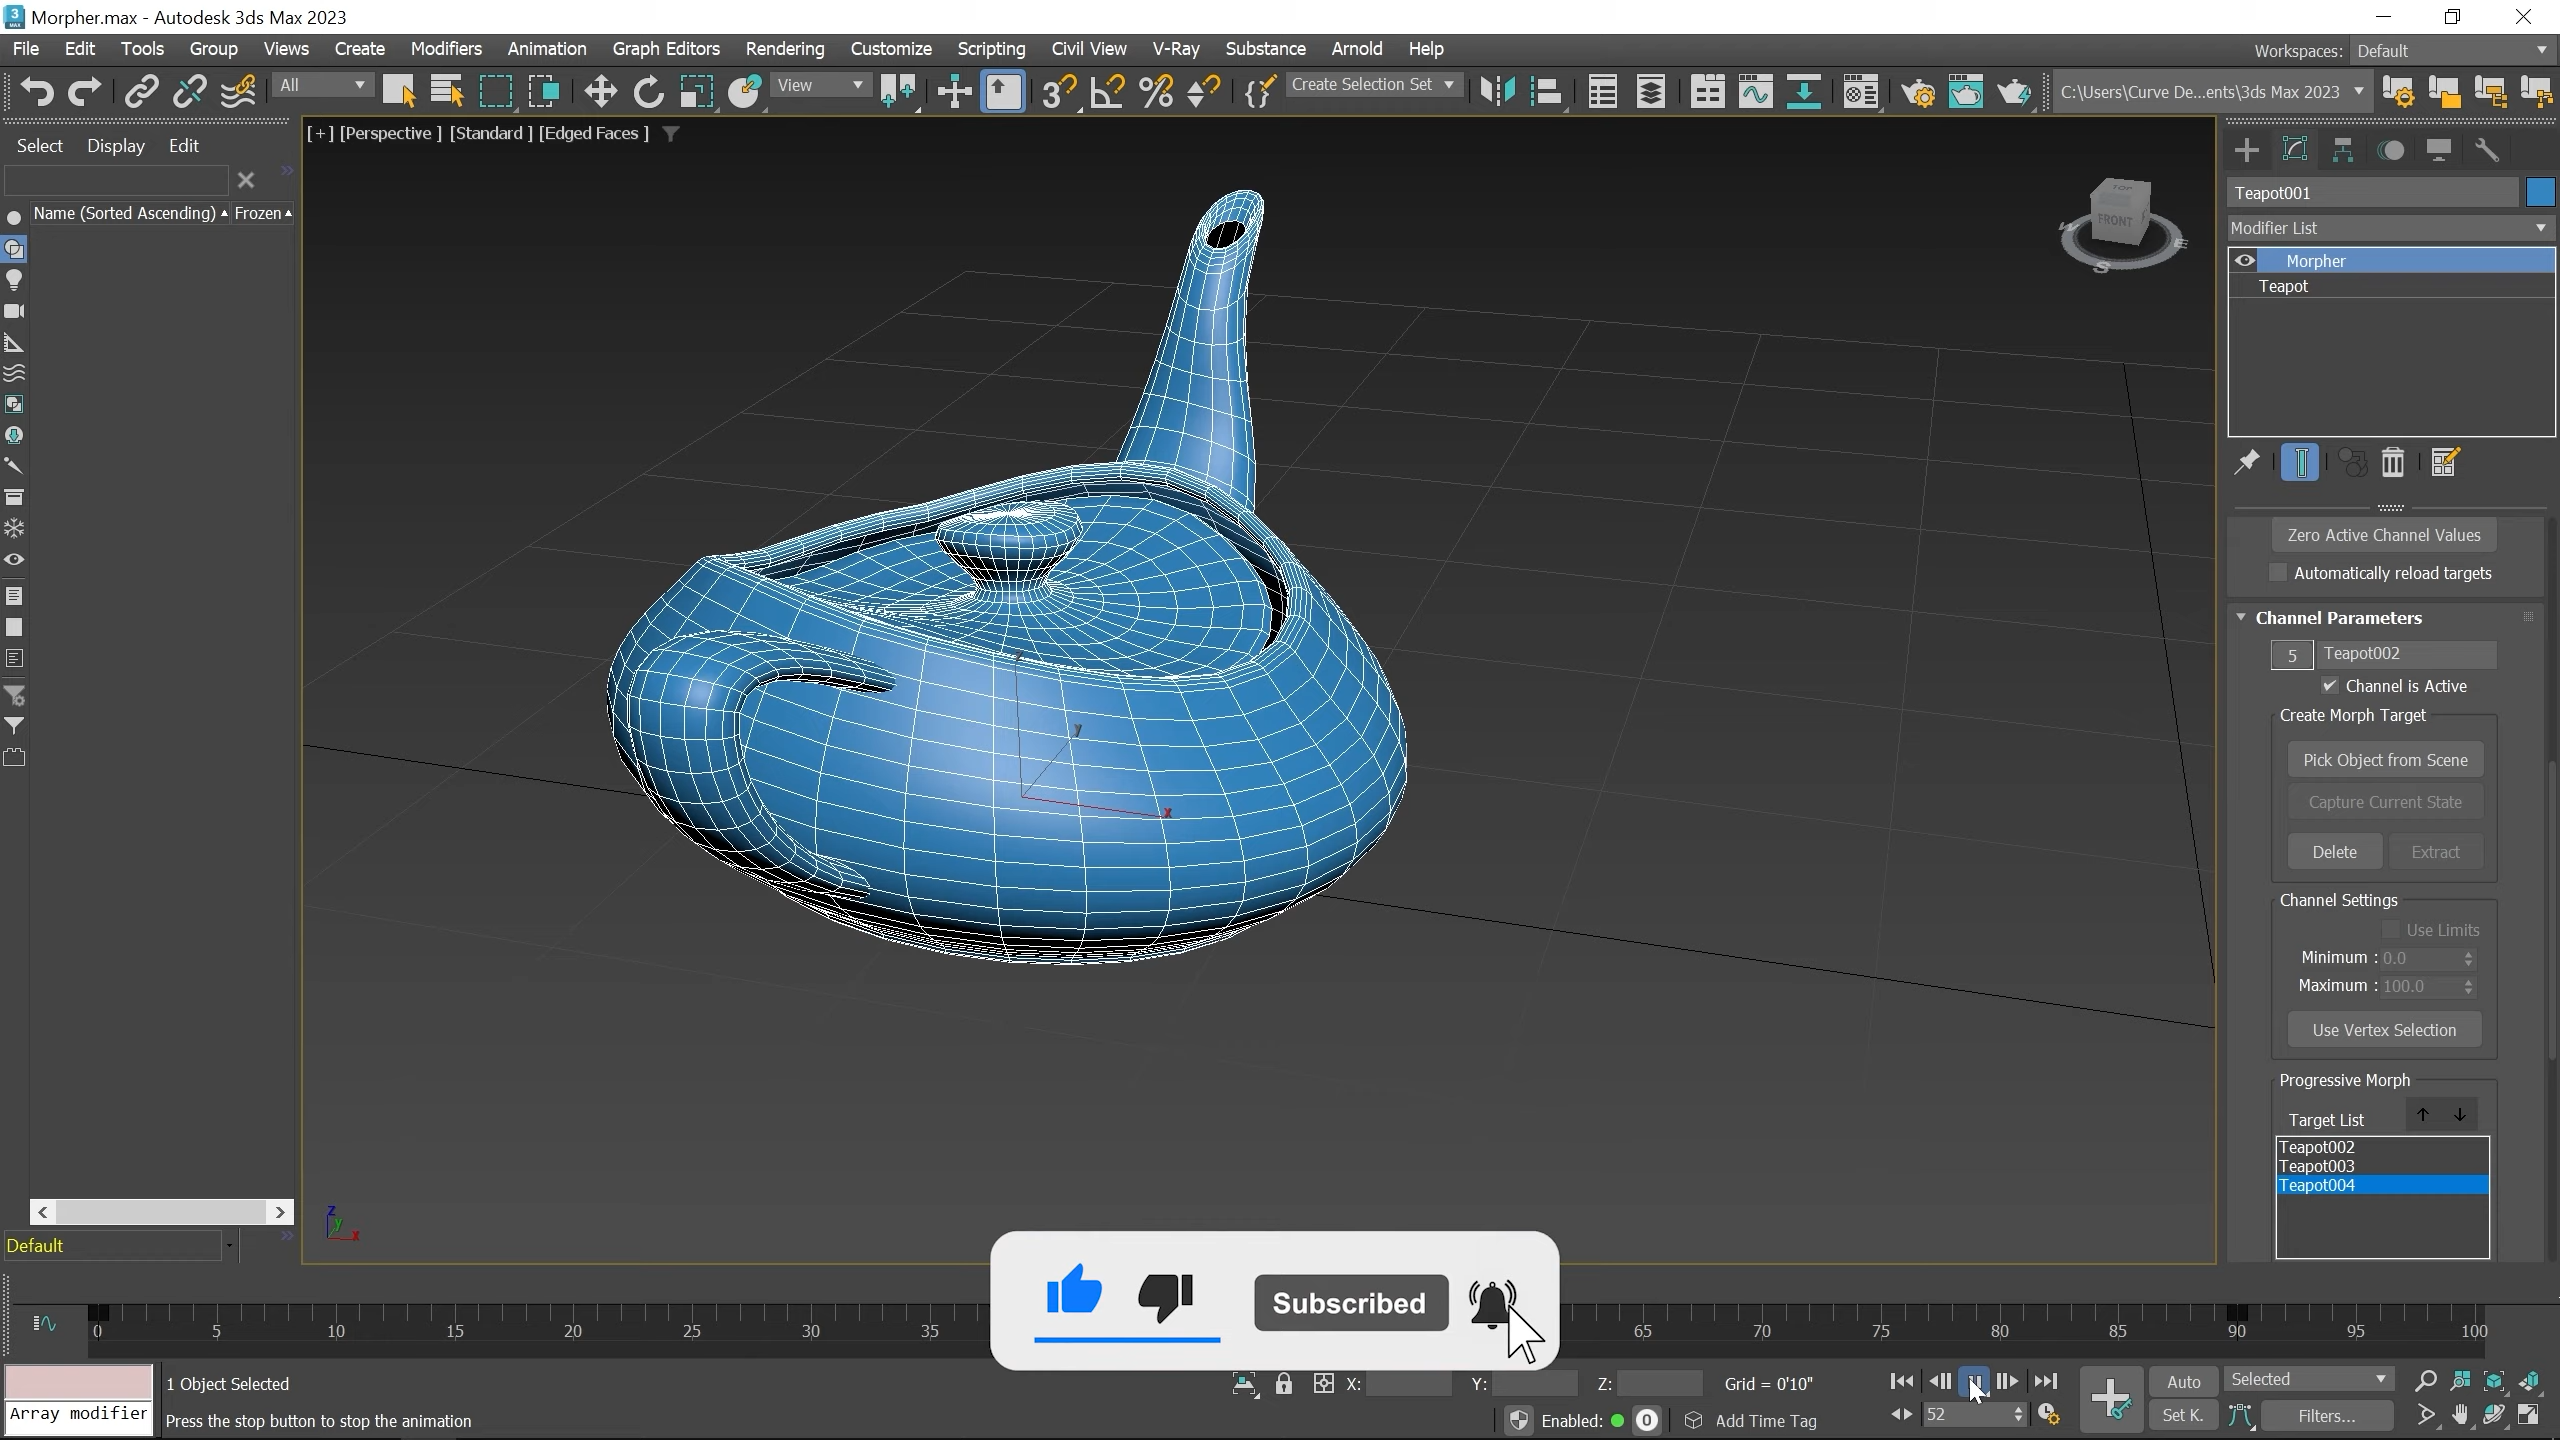 Morpher.max - Autodesk 3ds Max 2023
File Edit Tools Group Views Create Modifiers Animation Graph Editors Rendering Customize Scripting Civil View V-Ray Substance Arnold Help
Workspaces: Default
All
View
Create Selection Set
C:\Users\Curve De...ents\3ds Max 2023
Select Display Edit
[+] [Perspective ] [Standard ] [Edged Faces ]
Name (Sorted Ascending) Frozen
TOP
FRONT
W
E
S
Teapot001
Modifier List
Morpher
Teapot
Zero Active Channel Values
Automatically reload targets
Channel Parameters
5 Teapot002
Channel is Active
Create Morph Target
Pick Object from Scene
Capture Current State
Delete Extract
Channel Settings
Use Limits
Minimum : 0.0
Maximum : 100.0
Use Vertex Selection
Progressive Morph
Target List
Teapot002
Teapot003
Teapot004
y
x
z
y
x
Default
Subscribed
0 5 10 15 20 25 30 35 65 70 75 80 85 90 95 100
1 Object Selected
X: Y: Z: Grid = 0'10"
Auto Selected
Array modifier
Press the stop button to stop the animation
Enabled: 0 Add Time Tag
52
Set K. Filters...